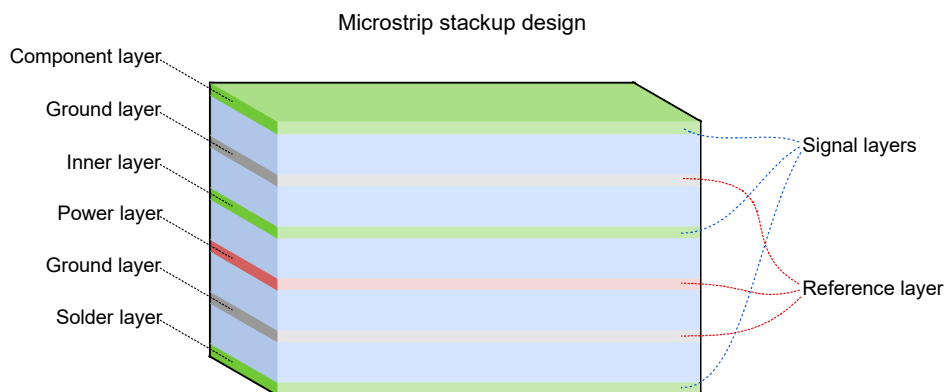 Microstrip stackup design
Component layer
Ground layer
Inner layer
Power layer
Ground layer
Solder layer
Signal layers
Reference layer